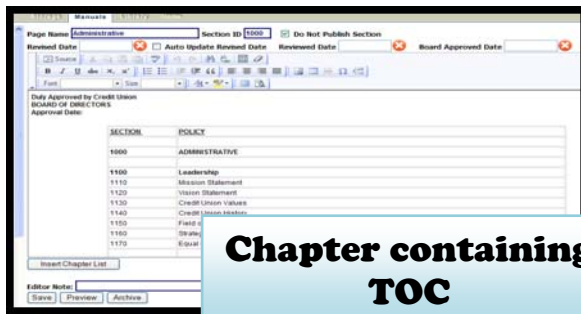 Manuals
Page Name Administrative Section ID 1000 Do Not Publish Section
Revised Date Auto Update Revised Date Reviewed Date Board Approved Date
Source
B I U abc
Font Size
Duly Approved by Credit Union
BOARD OF DIRECTORS
Approval Date:
SECTION POLICY
1000 ADMINISTRATIVE
1100 Leadership
1110 Mission Statement
1120 Vision Statement
1130 Credit Union Values
1140 Credit Union History
1150 Field
1160
1170 Equal
Insert Chapter List
Editor Note:
Save Preview Archive
Chapter containing
TOC